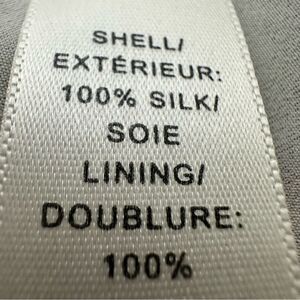 SHELL/
EXTÉRIEUR:
100% SILK/
SOIE
LINING/
DOUBLURE:
100%